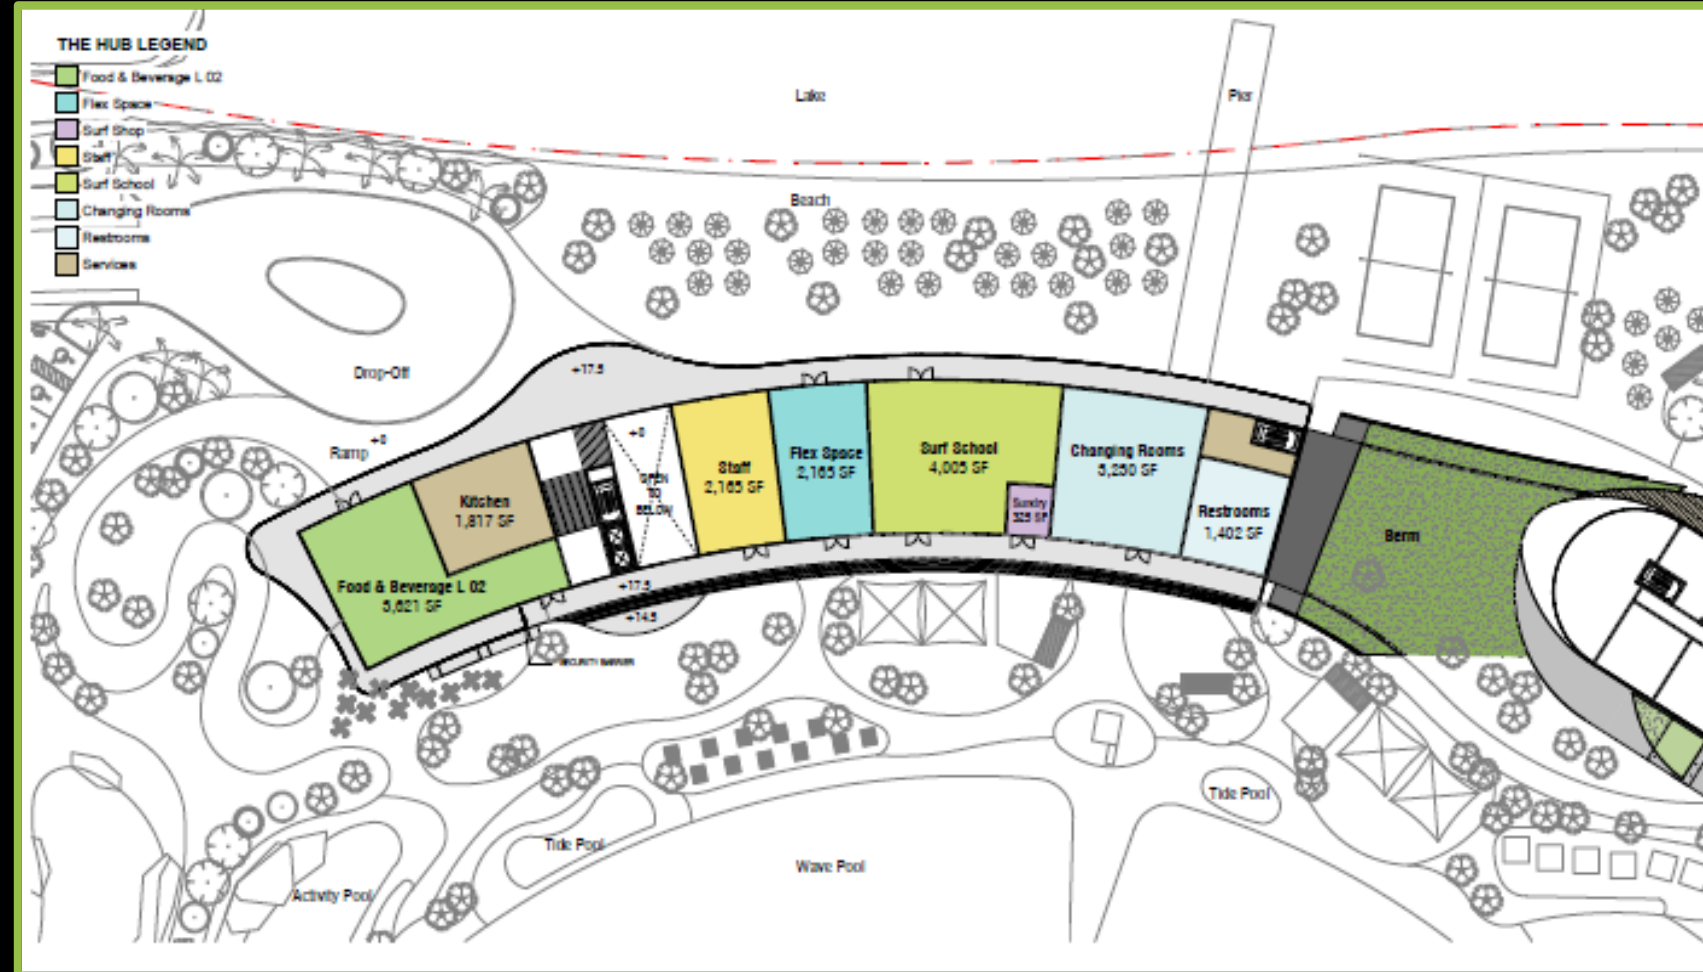 THE HUB LEGEND
Food & Beverage L 02
Flex Space
Surf Shop
Staff
Surf School
Changing Rooms
Restrooms
Services
Lake
Pier
Beach
Drop-Off
+17.5
Ramp
+0
+0
OPEN
TO
BELOW
Kitchen
1,817 SF
Staff
2,165 SF
Flex Space
2,165 SF
Surf School
4,005 SF
Sundry
325 SF
Changing Rooms
3,250 SF
Restrooms
1,402 SF
Berm
Food & Beverage L 02
3,621 SF
+17.5
+14.5
SECURITY BARRIER
Tide Pool
Tide Pool
Wave Pool
Activity Pool